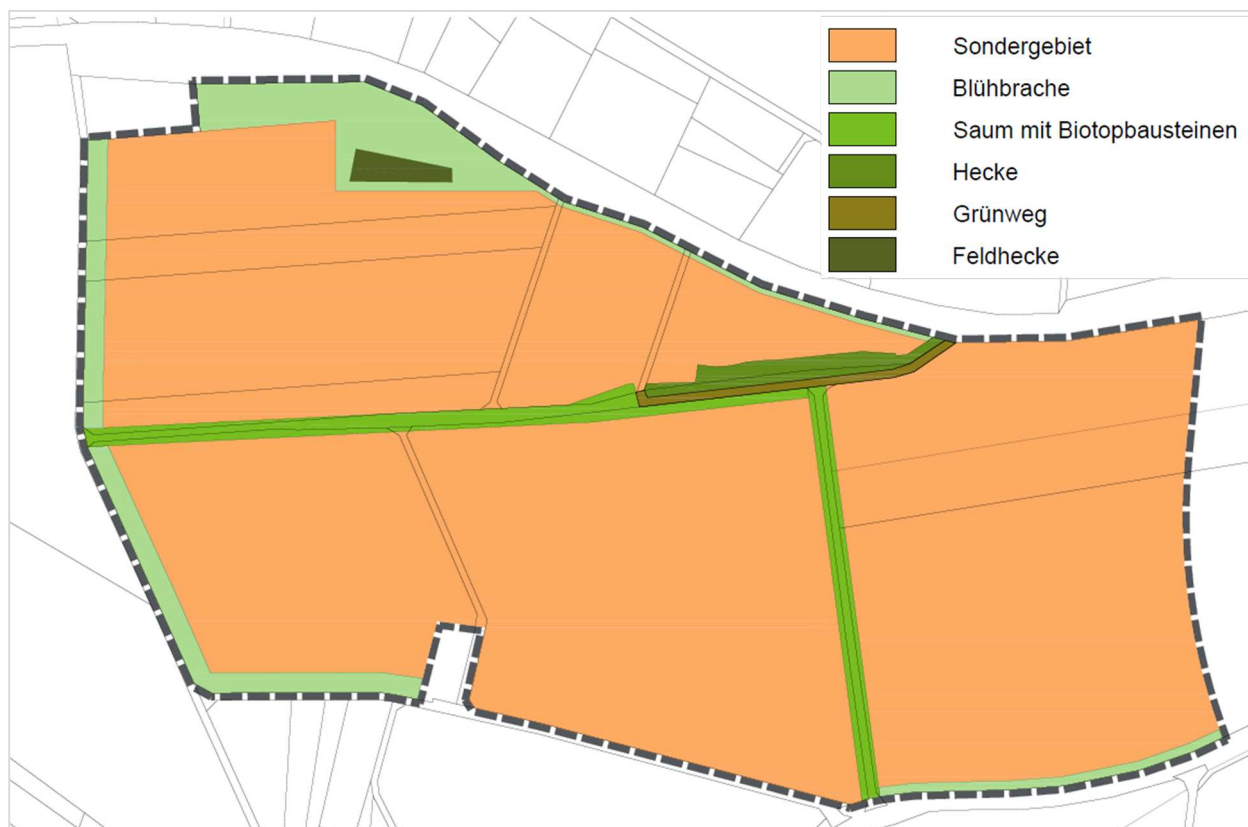 Sondergebiet
Blühbrache
Saum mit Biotopbausteinen
Hecke
Grünweg
Feldhecke